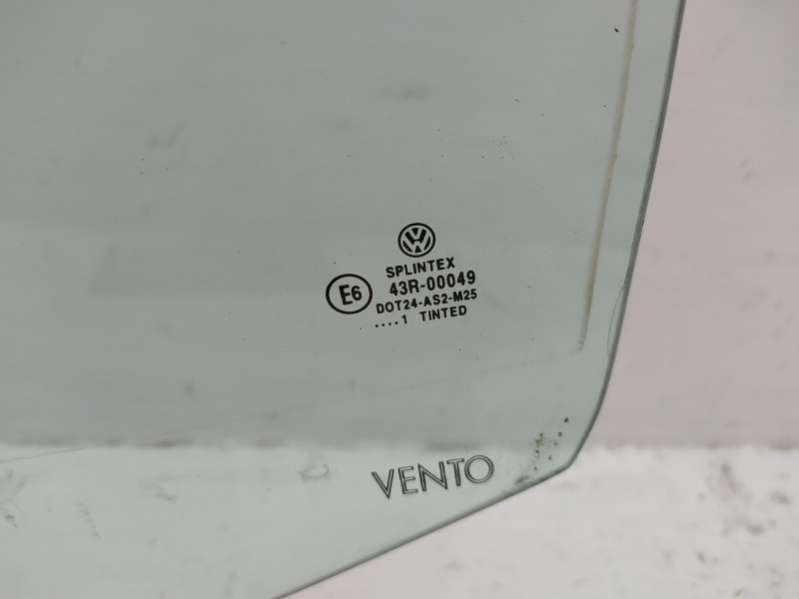 SPLINTEX
E6 43R-00049
DOT24-AS2-M25
....1 TINTED
VENTO